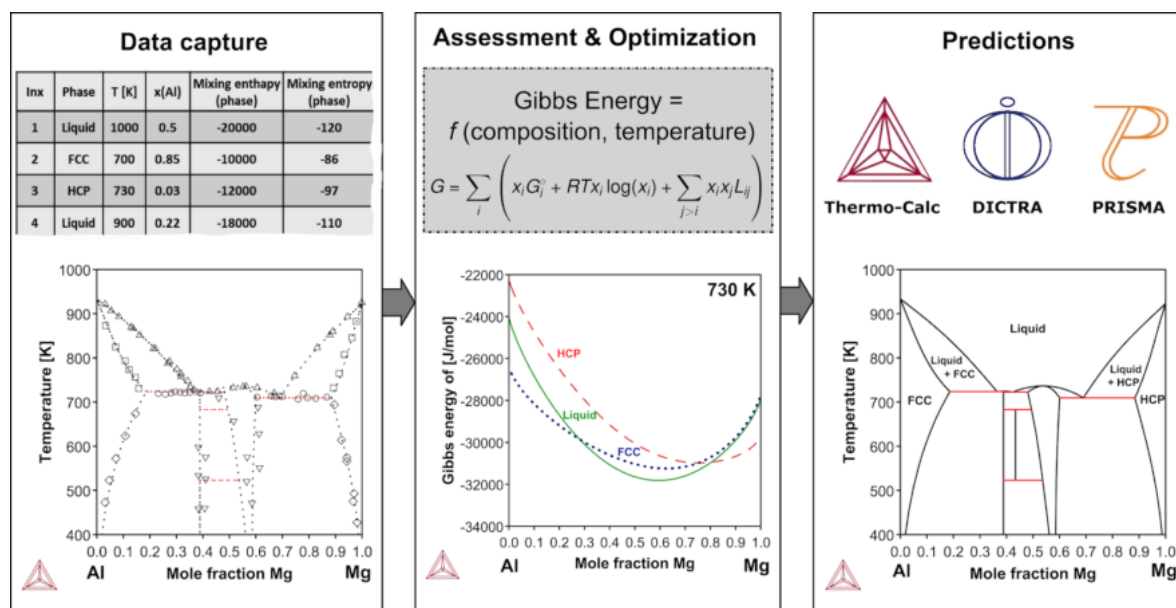 Data capture
Inx Phase T [K] x(Al) Mixing enthapy (phase) Mixing entropy (phase)
1 Liquid 1000 0.5 -20000 -120
2 FCC 700 0.85 -10000 -86
3 HCP 730 0.03 -12000 -97
4 Liquid 900 0.22 -18000 -110
1000
900
800
700
600
500
400
Temperature [K]
0.0 0.1 0.2 0.3 0.4 0.5 0.6 0.7 0.8 0.9 1.0
Al Mole fraction Mg Mg
Assessment & Optimization
Gibbs Energy =
f (composition, temperature)
G = ∑i ( xiG°i + RTxi log(xi) + ∑j>i xixjLij )
-22000
-24000
-26000
-28000
-30000
-32000
-34000
Gibbs energy of [J/mol]
730 K
HCP
Liquid
FCC
0.0 0.1 0.2 0.3 0.4 0.5 0.6 0.7 0.8 0.9 1.0
Al Mole fraction Mg Mg
Predictions
Thermo-Calc DICTRA PRISMA
1000
900
800
700
600
500
400
Temperature [K]
Liquid
Liquid
+ FCC
Liquid
+ HCP
FCC
HCP
0.0 0.1 0.2 0.3 0.4 0.5 0.6 0.7 0.8 0.9 1.0
Al Mole fraction Mg Mg